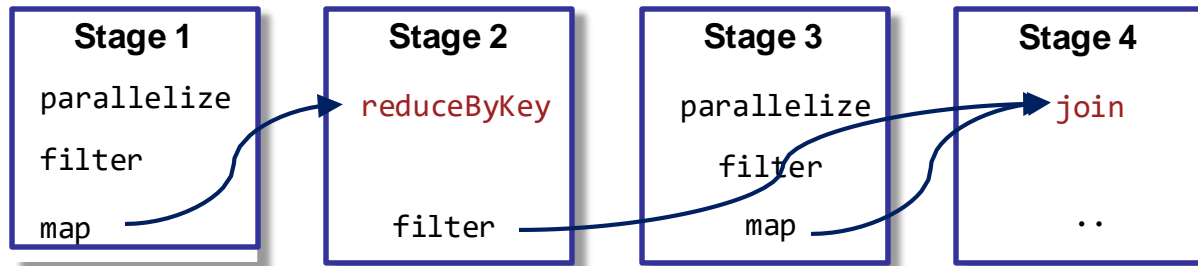 Stage 1
parallelize
filter
map
Stage 2
reduceByKey
filter
Stage 3
parallelize
filter
map
Stage 4
join
..